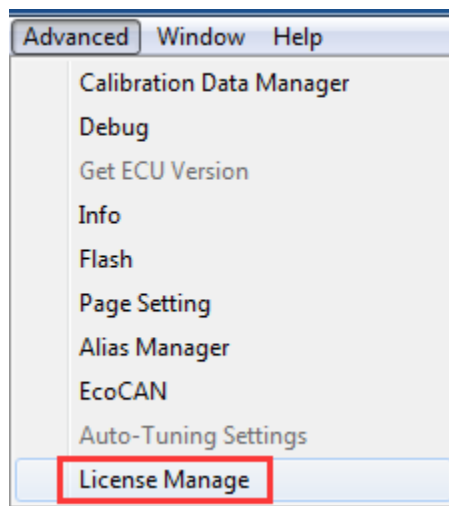 Advanced Window Help
Calibration Data Manager
Debug
Get ECU Version
Info
Flash
Page Setting
Alias Manager
EcoCAN
Auto-Tuning Settings
License Manage